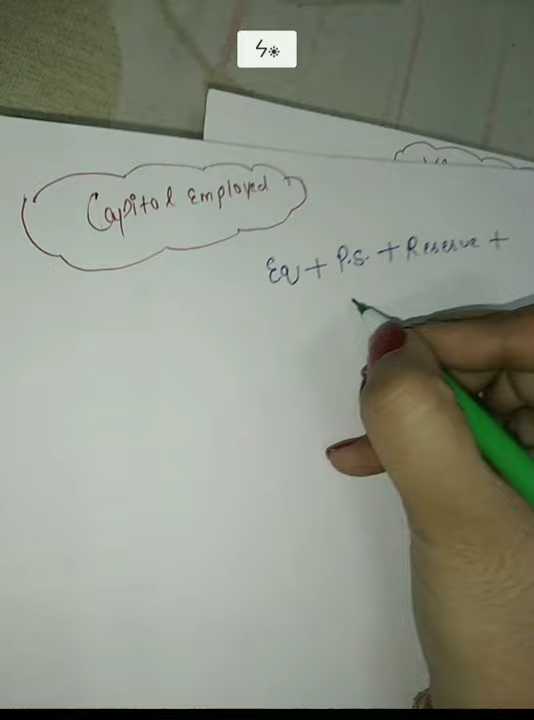 Capital Employed
Eq + P.S. + Reserve +